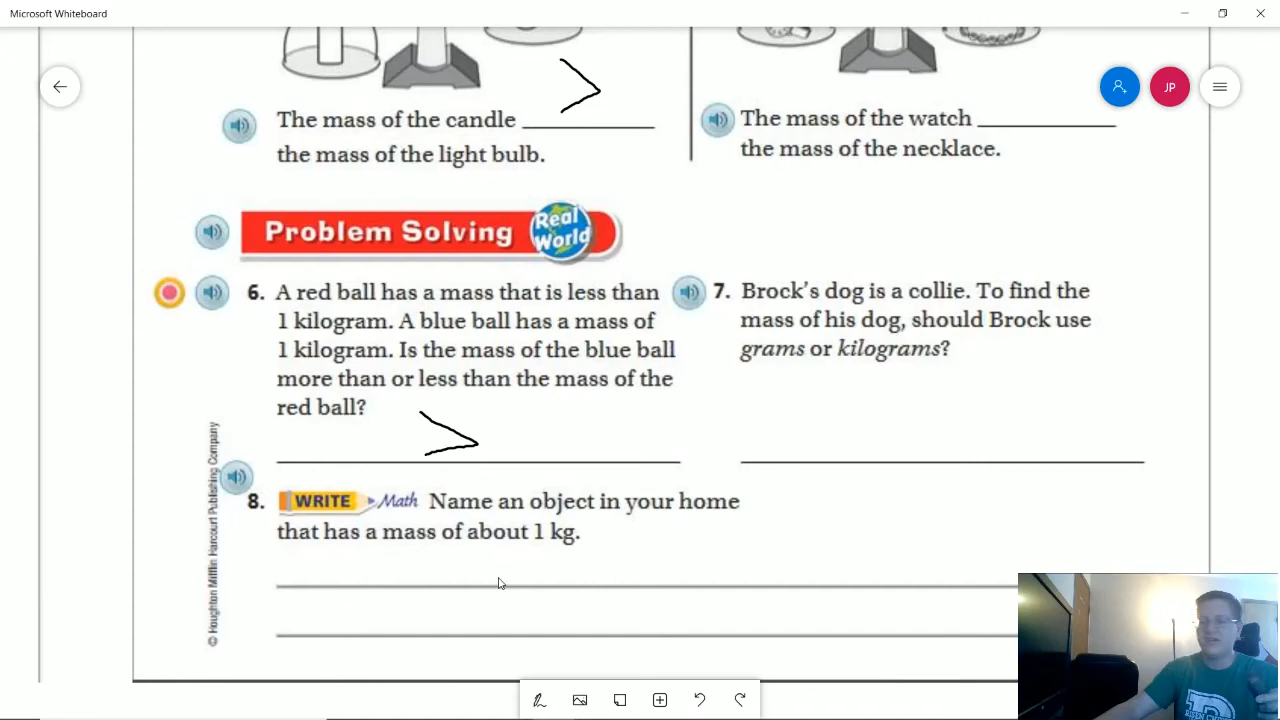 Microsoft Whiteboard
JP
>
The mass of the candle
the mass of the light bulb.
The mass of the watch
the mass of the necklace.
Problem Solving Real World
6. A red ball has a mass that is less than
1 kilogram. A blue ball has a mass of
1 kilogram. Is the mass of the blue ball
more than or less than the mass of the
red ball?
>
7. Brock's dog is a collie. To find the
mass of his dog, should Brock use
grams or kilograms?
8. WRITE Math Name an object in your home
that has a mass of about 1 kg.
© Houghton Mifflin Harcourt Publishing Company